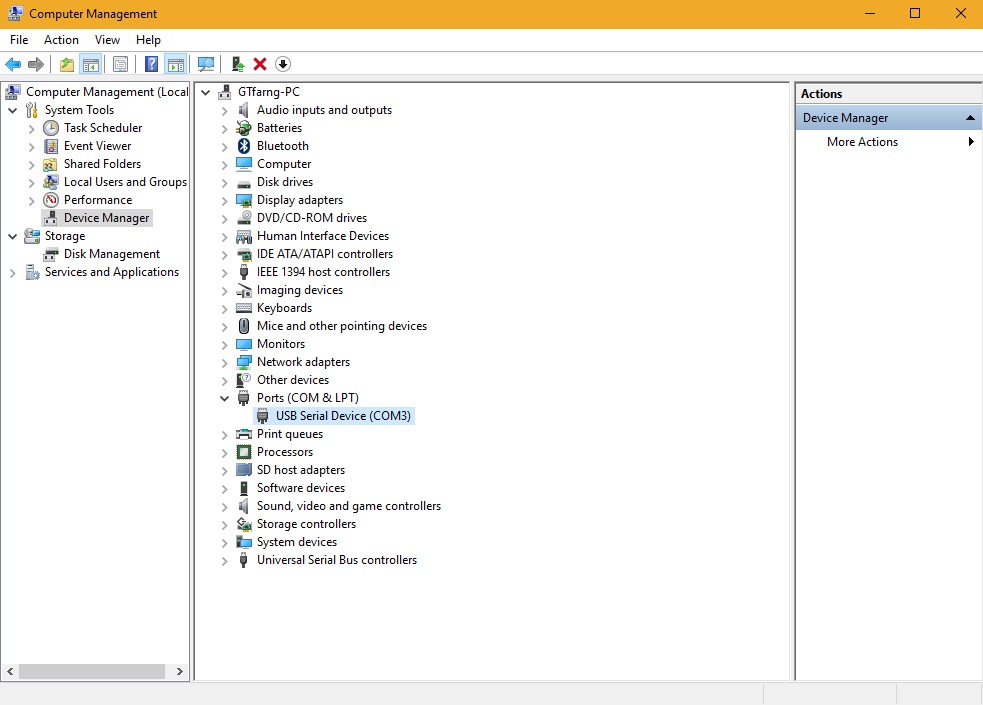 Computer Management
File Action View Help
Computer Management (Local
System Tools
Task Scheduler
Event Viewer
Shared Folders
Local Users and Groups
Performance
Device Manager
Storage
Disk Management
Services and Applications
GTfarng-PC
Audio inputs and outputs
Batteries
Bluetooth
Computer
Disk drives
Display adapters
DVD/CD-ROM drives
Human Interface Devices
IDE ATA/ATAPI controllers
IEEE 1394 host controllers
Imaging devices
Keyboards
Mice and other pointing devices
Monitors
Network adapters
Other devices
Ports (COM & LPT)
USB Serial Device (COM3)
Print queues
Processors
SD host adapters
Software devices
Sound, video and game controllers
Storage controllers
System devices
Universal Serial Bus controllers
Actions
Device Manager
More Actions